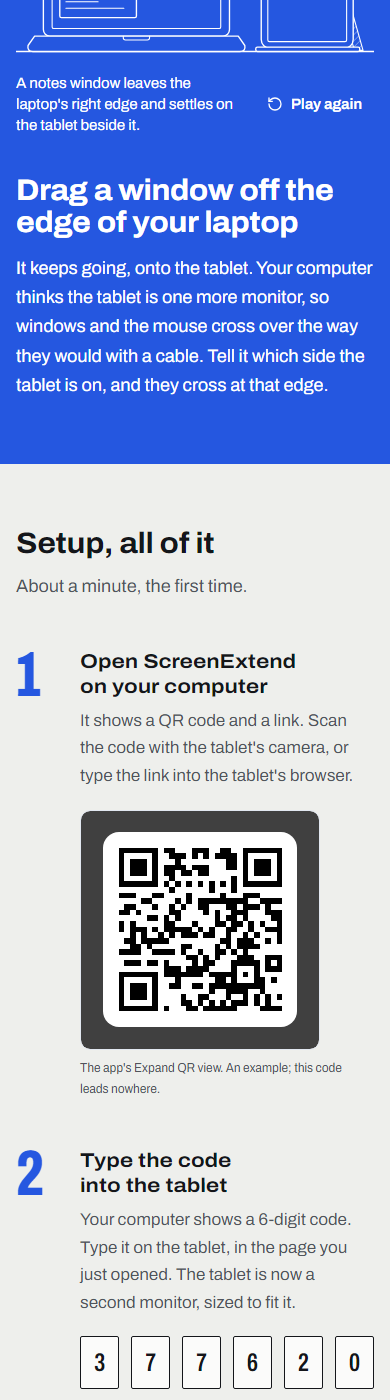 A notes window leaves the
laptop's right edge and settles on
the tablet beside it.
Play again
Drag a window off the
edge of your laptop
It keeps going, onto the tablet. Your computer
thinks the tablet is one more monitor, so
windows and the mouse cross over the way
they would with a cable. Tell it which side the
tablet is on, and they cross at that edge.
Setup, all of it
About a minute, the first time.
1
Open ScreenExtend
on your computer
It shows a QR code and a link. Scan
the code with the tablet's camera, or
type the link into the tablet's browser.
The app's Expand QR view. An example; this code
leads nowhere.
2
Type the code
into the tablet
Your computer shows a 6-digit code.
Type it on the tablet, in the page you
just opened. The tablet is now a
second monitor, sized to fit it.
3 7 7 6 2 0